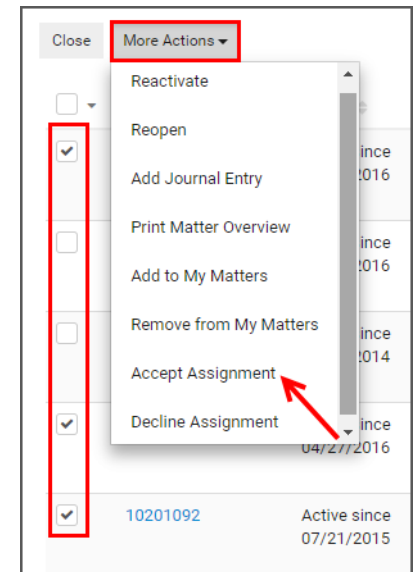 Close More Actions
Reactivate
Reopen
ince
2016
Add Journal Entry
Print Matter Overview
ince
2016
Add to My Matters
Remove from My Matters
ince
2014
Accept Assignment
Decline Assignment
ince
04/27/2016
10201092 Active since
07/21/2015